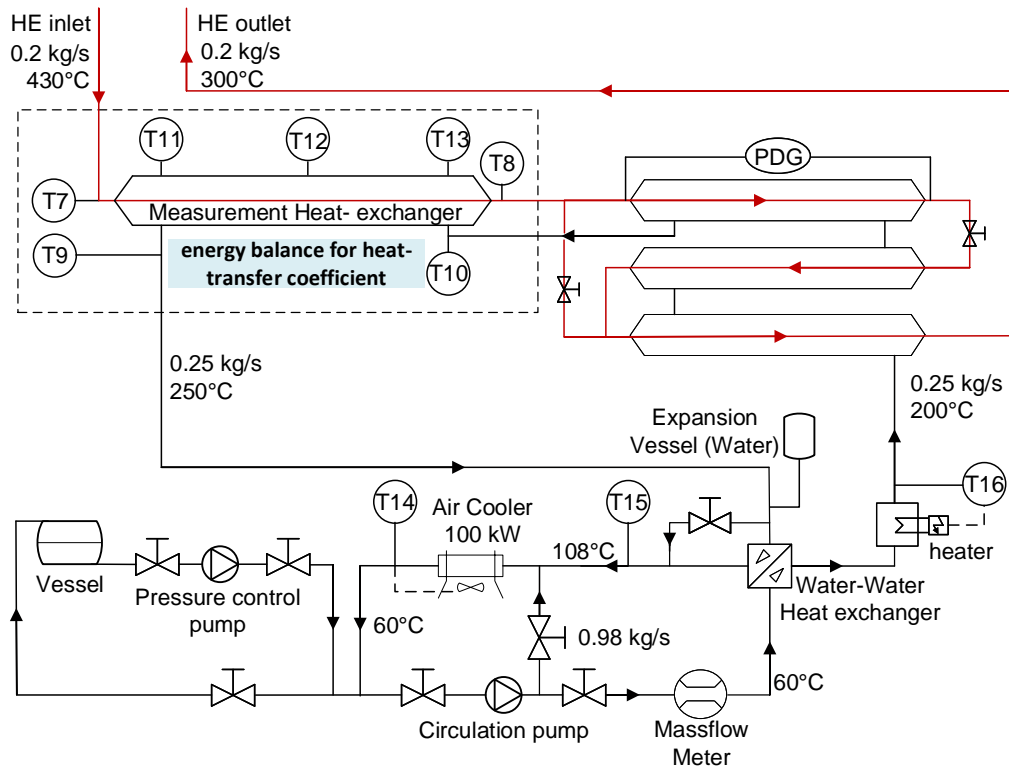 HE inlet
0.2 kg/s
430°C
HE outlet
0.2 kg/s
300°C
T11
T12
T13
T8
PDG
T7
Measurement Heat- exchanger
T9
energy balance for heat-
transfer coefficient
T10
0.25 kg/s
250°C
0.25 kg/s
200°C
Expansion
Vessel (Water)
T14
Air Cooler
100 kW
T15
T16
108°C
heater
Vessel
Pressure control
pump
60°C
0.98 kg/s
Water-Water
Heat exchanger
60°C
Circulation pump
Massflow
Meter